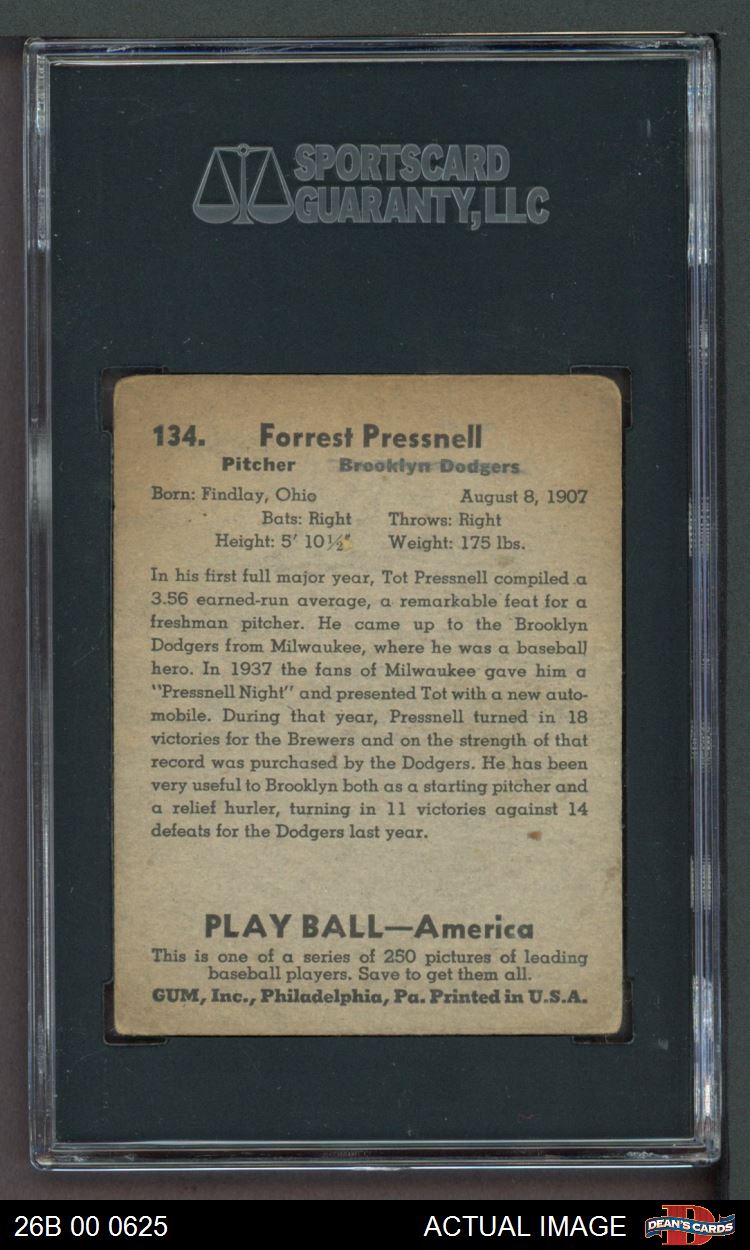 SPORTSCARD
GUARANTY, LLC
134. Forrest Pressnell
Pitcher Brooklyn Dodgers
Born: Findlay, Ohio August 8, 1907
Bats: Right Throws: Right
Height: 5' 10½" Weight: 175 lbs.
In his first full major year, Tot Pressnell compiled a
3.56 earned-run average, a remarkable feat for a
freshman pitcher. He came up to the Brooklyn
Dodgers from Milwaukee, where he was a baseball
hero. In 1937 the fans of Milwaukee gave him a
"Pressnell Night" and presented Tot with a new auto-
mobile. During that year, Pressnell turned in 18
victories for the Brewers and on the strength of that
record was purchased by the Dodgers. He has been
very useful to Brooklyn both as a starting pitcher and
a relief hurler, turning in 11 victories against 14
defeats for the Dodgers last year.
PLAY BALL—America
This is one of a series of 250 pictures of leading
baseball players. Save to get them all.
GUM, Inc., Philadelphia, Pa. Printed in U.S.A.
26B 00 0625 ACTUAL IMAGE DEAN'S CARDS